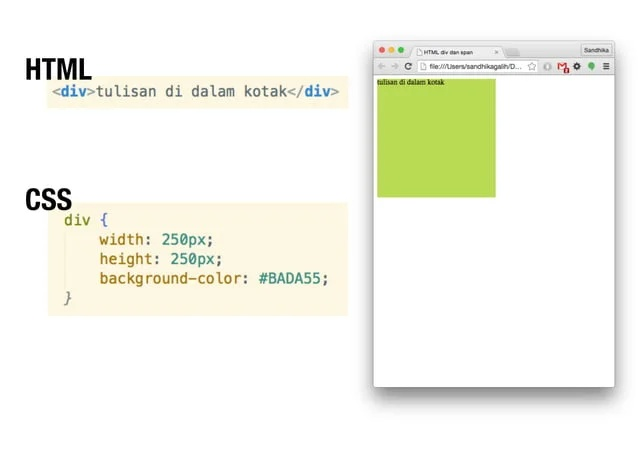 HTML
<div>tulisan di dalam kotak</div>
CSS
div {
width: 250px;
height: 250px;
background-color: #BADA55;
}
HTML div dan span
Sandhika
file:///Users/sandhikagalih/D...
tulisan di dalam kotak